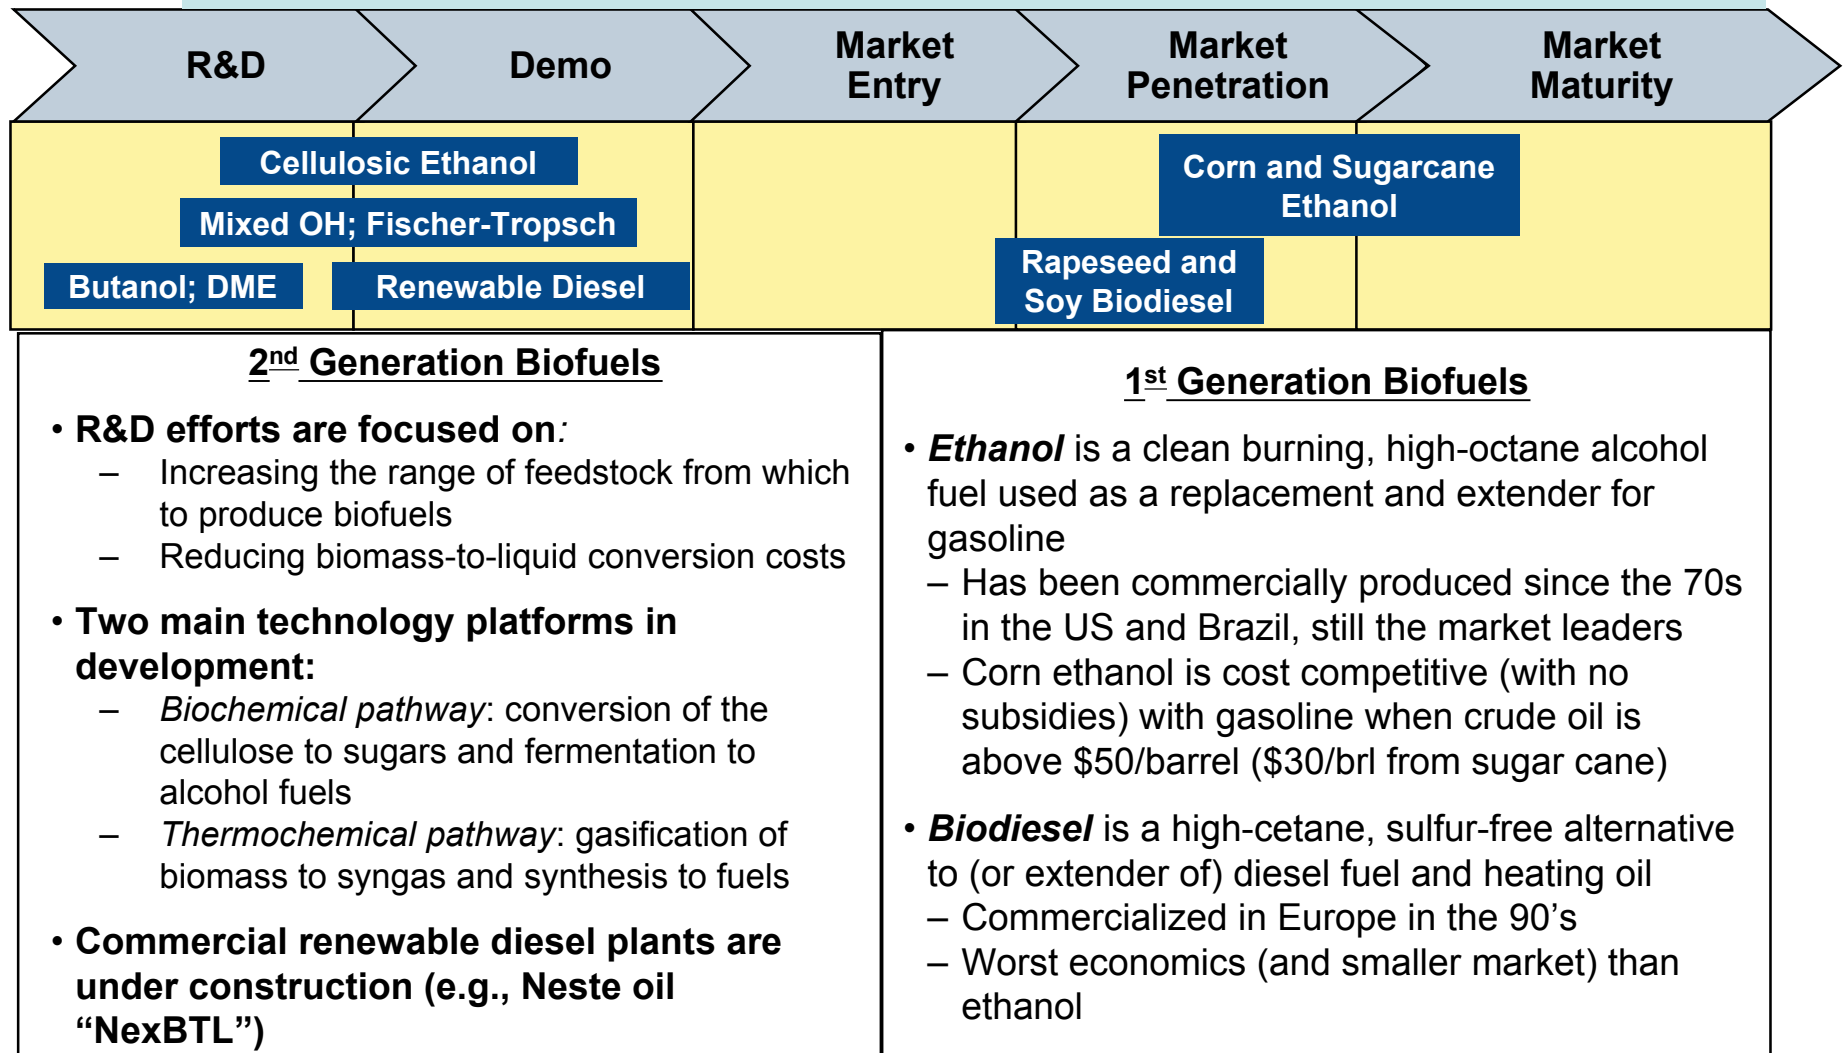 R&D
Demo
Market
Entry
Market
Penetration
Market
Maturity
Cellulosic Ethanol
Mixed OH; Fischer-Tropsch
Butanol; DME
Renewable Diesel
Corn and Sugarcane
Ethanol
Rapeseed and
Soy Biodiesel
2nd Generation Biofuels
• R&D efforts are focused on:
– Increasing the range of feedstock from which
to produce biofuels
– Reducing biomass-to-liquid conversion costs
• Two main technology platforms in
development:
– Biochemical pathway: conversion of the
cellulose to sugars and fermentation to
alcohol fuels
– Thermochemical pathway: gasification of
biomass to syngas and synthesis to fuels
• Commercial renewable diesel plants are
under construction (e.g., Neste oil
“NexBTL”)
1st Generation Biofuels
• Ethanol is a clean burning, high-octane alcohol
fuel used as a replacement and extender for
gasoline
– Has been commercially produced since the 70s
in the US and Brazil, still the market leaders
– Corn ethanol is cost competitive (with no
subsidies) with gasoline when crude oil is
above $50/barrel ($30/brl from sugar cane)
• Biodiesel is a high-cetane, sulfur-free alternative
to (or extender of) diesel fuel and heating oil
– Commercialized in Europe in the 90’s
– Worst economics (and smaller market) than
ethanol